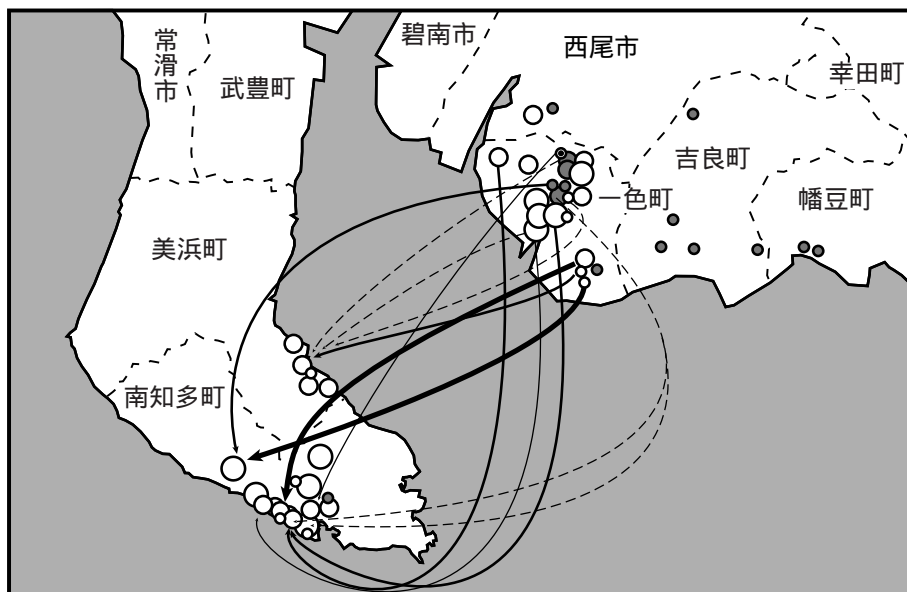 常滑市
武豊町
碧南市
西尾市
幸田町
吉良町
一色町
幡豆町
美浜町
南知多町